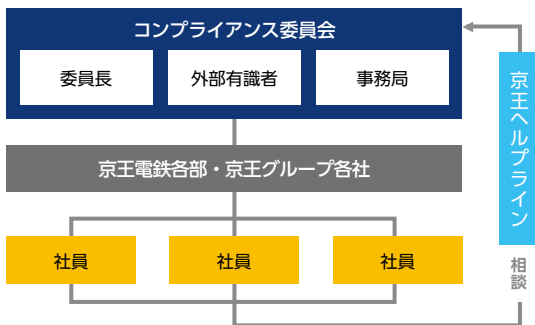 コンプライアンス委員会
委員長
外部有識者
事務局
京王電鉄各部・京王グループ各社
社員
社員
社員
京王ヘルプライン
相談